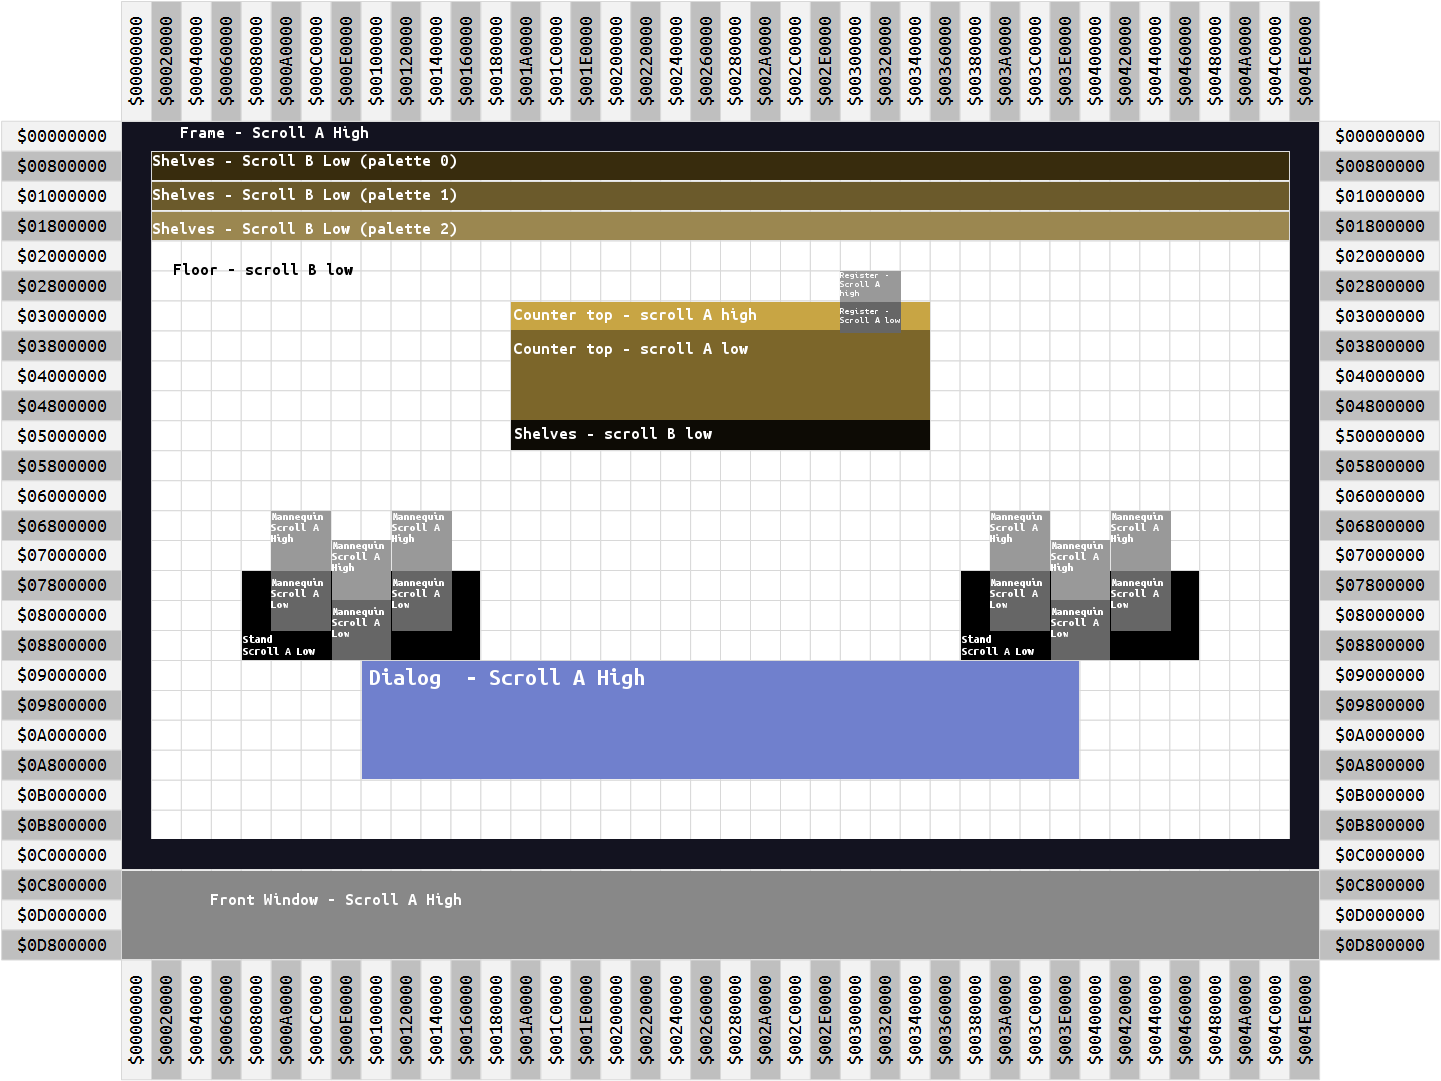 $00000000 $00020000 $00040000 $00060000 $00080000 $000A0000 $000C0000 $000E0000 $00100000 $00120000 $00140000 $00160000 $00180000 $001A0000 $001C0000 $001E0000 $00200000 $00220000 $00240000 $00260000 $00280000 $002A0000 $002C0000 $002E0000 $00300000 $00320000 $00340000 $00360000 $00380000 $003A0000 $003C0000 $003E0000 $00400000 $00420000 $00440000 $00460000 $00480000 $004A0000 $004C0000 $004E0000
$00000000 Frame - Scroll A High $00000000
$00800000 Shelves - Scroll B Low (palette 0) $00800000
$01000000 Shelves - Scroll B Low (palette 1) $01000000
$01800000 Shelves - Scroll B Low (palette 2) $01800000
$02000000 $02000000
Floor - scroll B low
$02800000 $02800000
Register -
Scroll A
high
$03000000 Counter top - scroll A high $03000000
Register -
Scroll A low
$03800000 Counter top - scroll A low $03800000
$04000000 $04000000
$04800000 $04800000
$05000000 Shelves - scroll B low $50000000
$05800000 $05800000
$06000000 $06000000
$06800000 $06800000
Mannequin
Scroll A
High
Mannequin
Scroll A
High
Mannequin
Scroll A
High
Mannequin
Scroll A
High
$07000000 $07000000
Mannequin
Scroll A
High
Mannequin
Scroll A
High
$07800000 $07800000
Mannequin
Scroll A
Low
Mannequin
Scroll A
Low
Mannequin
Scroll A
Low
Mannequin
Scroll A
Low
$08000000 $08000000
Mannequin
Scroll A
Low
Mannequin
Scroll A
Low
$08800000 $08800000
Stand
Scroll A Low
Stand
Scroll A Low
$09000000 Dialog - Scroll A High $09000000
$09800000 $09800000
$0A000000 $0A000000
$0A800000 $0A800000
$0B000000 $0B000000
$0B800000 $0B800000
$0C000000 $0C000000
$0C800000 $0C800000
Front Window - Scroll A High
$0D000000 $0D000000
$0D800000 $0D800000
$00000000 $00020000 $00040000 $00060000 $00080000 $000A0000 $000C0000 $000E0000 $00100000 $00120000 $00140000 $00160000 $00180000 $001A0000 $001C0000 $001E0000 $00200000 $00220000 $00240000 $00260000 $00280000 $002A0000 $002C0000 $002E0000 $00300000 $00320000 $00340000 $00360000 $00380000 $003A0000 $003C0000 $003E0000 $00400000 $00420000 $00440000 $00460000 $00480000 $004A0000 $004C0000 $004E0000